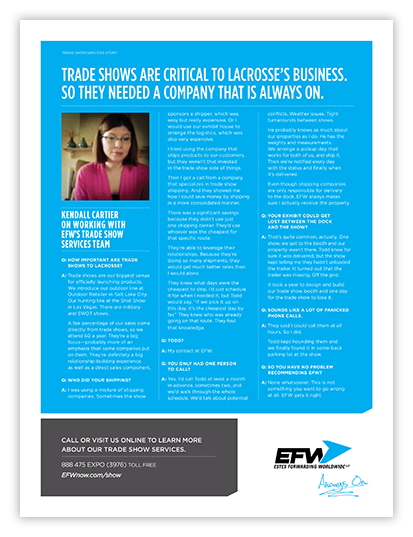 TRADE SHOW SERVICES STORY
TRADE SHOWS ARE CRITICAL TO LACROSSE'S BUSINESS.
SO THEY NEEDED A COMPANY THAT IS ALWAYS ON.
KENDALL CARTIER
ON WORKING WITH
EFW'S TRADE SHOW
SERVICES TEAM
Q: HOW IMPORTANT ARE TRADE
SHOWS TO LACROSSE?
A: Trade shows are our biggest venue
for officially launching products.
We introduce our outdoor line at
Outdoor Retailer in Salt Lake City.
Our hunting line at the Shot Show
in Las Vegas. There are military
and SWOT shows.
A few percentage of our sales come
directly from trade shows, so we
attend 60 a year. They're a big
focus—probably more of an
emphasis than some companies put
on them. They're definitely a big
relationship-building experience
as well as a direct sales component.
Q: WHO DID YOUR SHIPPING?
A: I was using a mixture of shipping
companies. Sometimes the show
sponsors a shipper, which was
easy but really expensive. Or I
would use our exhibit house to
arrange the logistics, which was
also very expensive.
I tried using the company that
ships products to our customers,
but they weren't that invested
in the trade show side of things.
Then I got a call from a company
that specializes in trade show
shipping. And they showed me
how I could save money by shipping
in a more consolidated manner.
There was a significant savings
because they didn't use just
one shipping carrier. They'd use
whoever was the cheapest for
that specific route.
They're able to leverage their
relationships. Because they're
doing so many shipments, they
would get much better rates than
I would alone.
They knew what days were the
cheapest to ship. I'd just schedule
it for when I needed it, but Todd
would say, "If we pick it up on
this day, it's the cheapest day by
far." They know who was already
going on that route. They had
that knowledge.
Q: TODD?
A: My contact at EFW.
Q: YOU ONLY HAD ONE PERSON
TO CALL?
A: Yes. I'd call Todd at least a month
in advance, sometimes two, and
we'd walk through the whole
schedule. We'd talk about potential
conflicts. Weather issues. Tight
turnarounds between shows.
He probably knows as much about
our properties as I do. He has the
weights and measurements.
We arrange a pickup day that
works for both of us, and ship it.
Then we're notified every day
with the status and finally when
it's delivered.
Even though shipping companies
are only responsible for delivery
to the dock, EFW always makes
sure I actually receive the property.
Q: YOUR EXHIBIT COULD GET
LOST BETWEEN THE DOCK
AND THE SHOW?
A: That's quite common, actually. One
show, we got to the booth and our
property wasn't there. Todd knew for
sure it was delivered, but the show
kept telling me they hadn't unloaded
the trailer. It turned out that the
trailer was missing. Off the grid.
It took a year to design and build
our trade show booth and one day
for the trade show to lose it.
Q: SOUNDS LIKE A LOT OF PANICKED
PHONE CALLS.
A: They said I could call them at all
hours. So I did.
Todd kept hounding them and
we finally found it in some back
parking lot at the show.
Q: SO YOU HAVE NO PROBLEM
RECOMMENDING EFW?
A: None whatsoever. This is not
something you want to go wrong
at all. EFW gets it right.
CALL OR VISIT US ONLINE TO LEARN MORE
ABOUT OUR TRADE SHOW SERVICES.
888 475 EXPO (3976) TOLL FREE
EFWnow.com/show
EFW
ESTES FORWARDING WORLDWIDE LLC
Always On